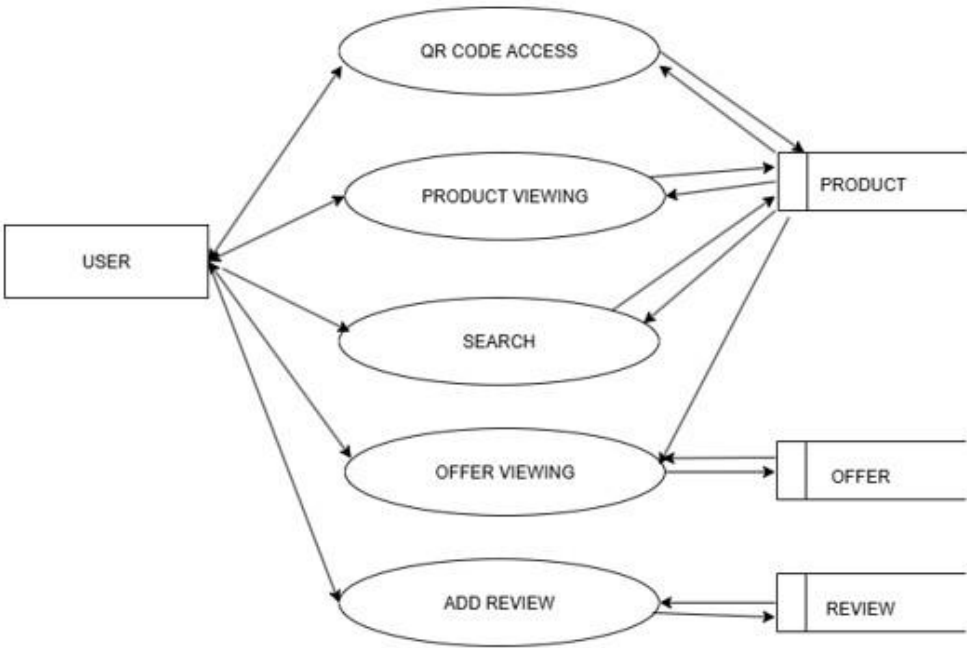 QR CODE ACCESS
PRODUCT VIEWING
PRODUCT
USER
SEARCH
OFFER VIEWING
OFFER
ADD REVIEW
REVIEW